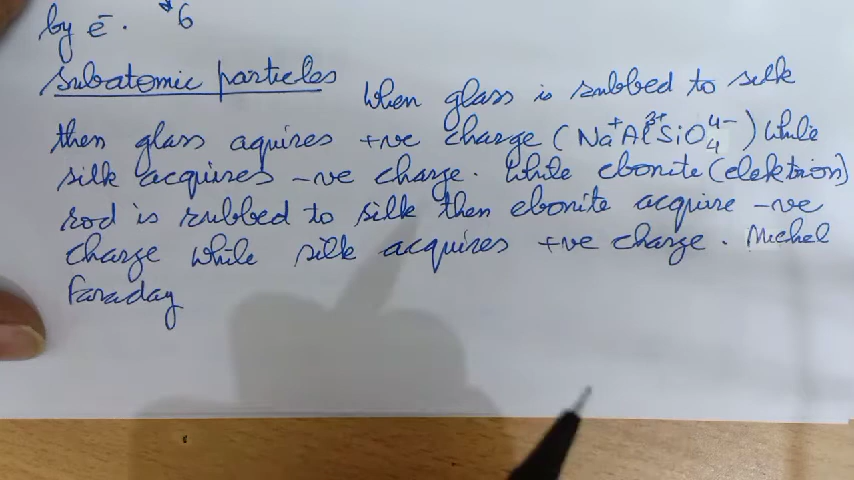 by e⁻. *6
subatomic particles When glass is rubbed to silk
then glass aquires +ve charge (Na⁺Al³⁺SiO₄⁴⁻) while
silk acquires -ve charge. While ebonite (elektrion)
rod is rubbed to silk then ebonite acquire -ve
charge while silk acquires +ve charge. Michel
Faraday